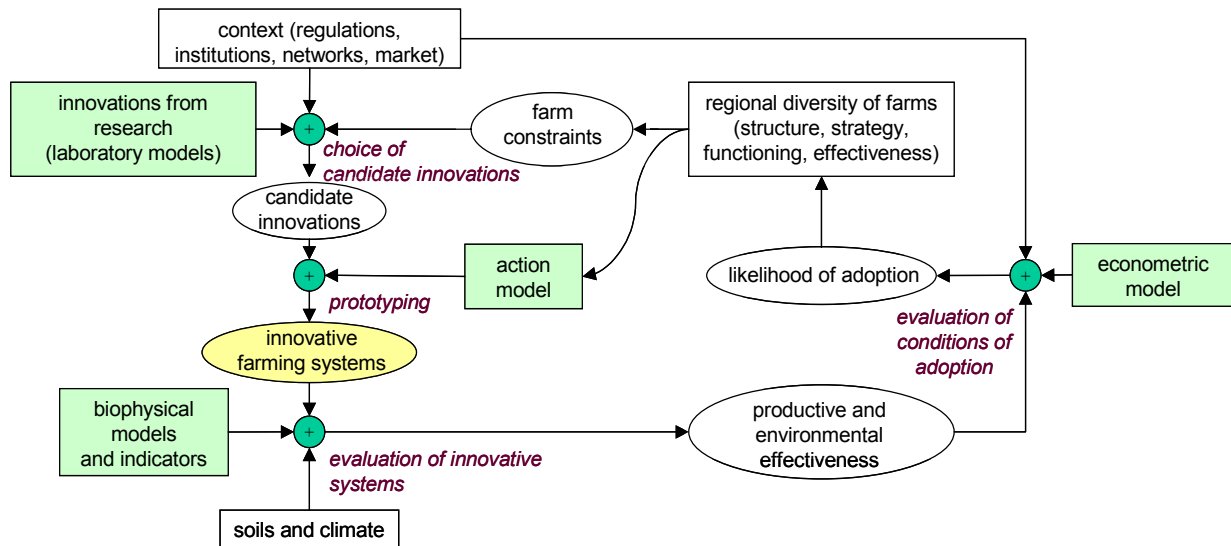 context (regulations,
institutions, networks, market)
innovations from
research
(laboratory models)
+
farm
constraints
regional diversity of farms
(structure, strategy,
functioning, effectiveness)
choice of
candidate innovations
candidate
innovations
+
action
model
likelihood of adoption
+
econometric
model
prototyping
evaluation of
conditions of
adoption
innovative
farming systems
biophysical
models
and indicators
+
productive and
environmental
effectiveness
evaluation of innovative
systems
soils and climate